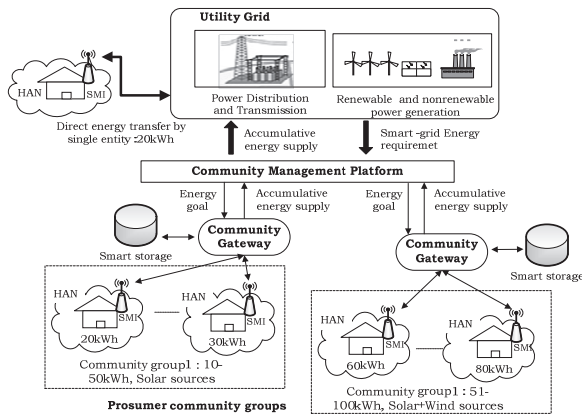 Utility Grid
HAN
SMI
Power Distribution
and Transmission
Renewable and nonrenewable
power generation
Direct energy transfer by
single entity :20kWh
Accumulative
energy supply
Smart -grid Energy
requiremet
Community Management Platform
Energy
goal
Accumulative
energy supply
Energy
goal
Accumulative
energy supply
Smart storage
Community
Gateway
Community
Gateway
Smart storage
HAN
SMI
20kWh
HAN
SMI
30kWh
Community group1 : 10-
50kWh, Solar sources
HAN
SMI
60kWh
HAN
SMI
80kWh
Community group1 : 51-
100kWh, Solar+Wind sources
Prosumer community groups